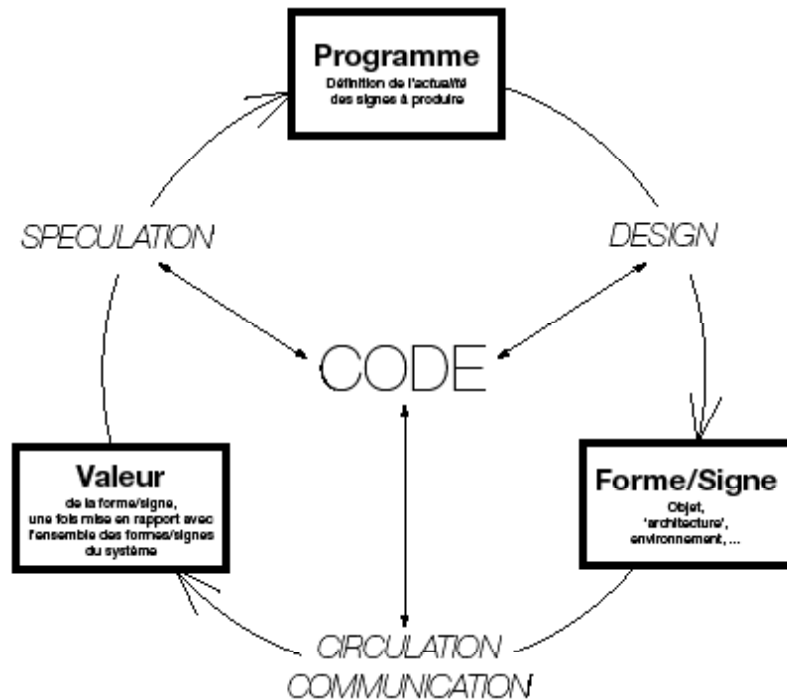 Programme
Définition de l'actualité
des signes à produire
SPECULATION
DESIGN
CODE
Valeur
de la forme/signe,
une fois mise en rapport avec
l'ensemble des formes/signes
du système
Forme/Signe
Objet,
'architecture',
environnement, ...
CIRCULATION
COMMUNICATION